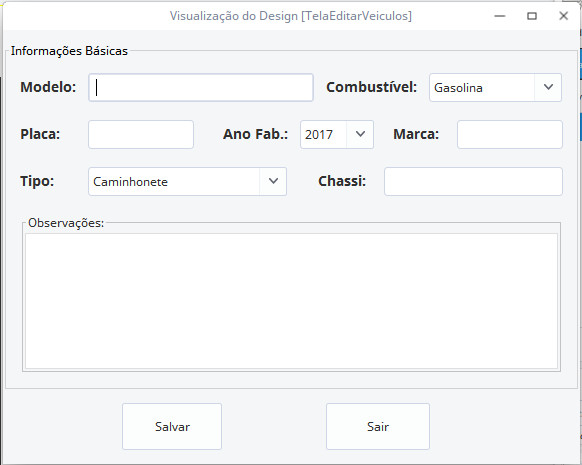 Visualização do Design [TelaEditarVeiculos]
Informações Básicas
Modelo: Combustível: Gasolina
Placa: Ano Fab.: 2017 Marca:
Tipo: Caminhonete Chassi:
Observações:
Salvar Sair